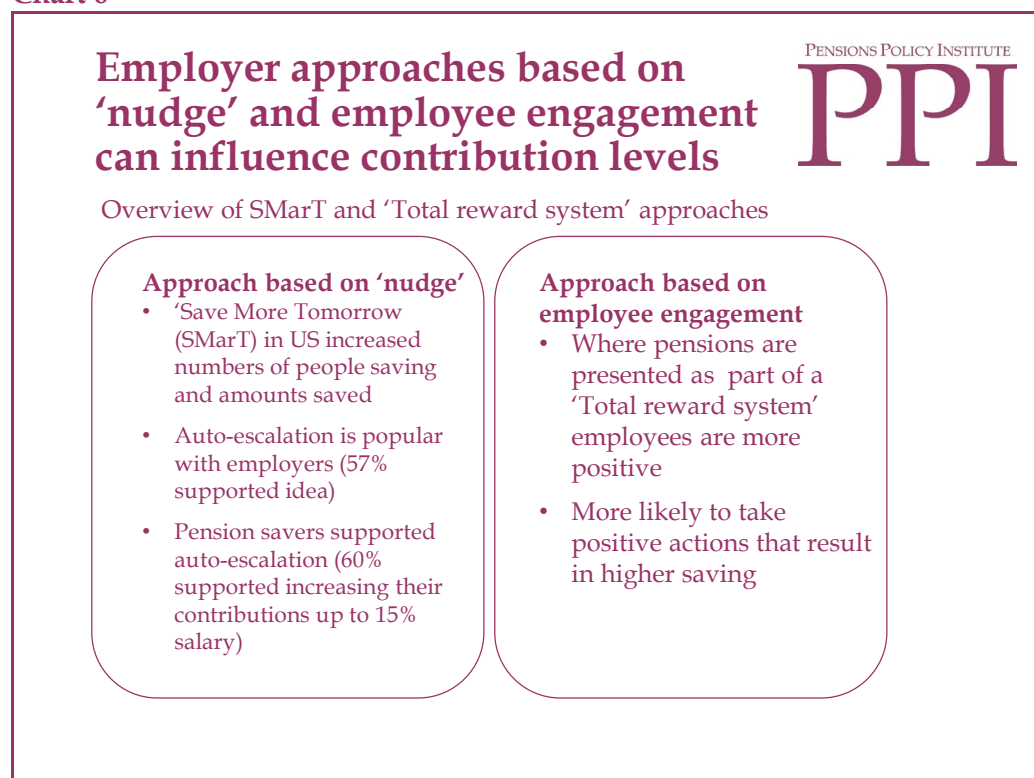 Employer approaches based on
‘nudge’ and employee engagement
can influence contribution levels
PENSIONS POLICY INSTITUTE
PPI
Overview of SMarT and ‘Total reward system’ approaches
Approach based on ‘nudge’
• ‘Save More Tomorrow
(SMarT) in US increased
numbers of people saving
and amounts saved
• Auto-escalation is popular
with employers (57%
supported idea)
• Pension savers supported
auto-escalation (60%
supported increasing their
contributions up to 15%
salary)
Approach based on
employee engagement
• Where pensions are
presented as part of a
‘Total reward system’
employees are more
positive
• More likely to take
positive actions that result
in higher saving